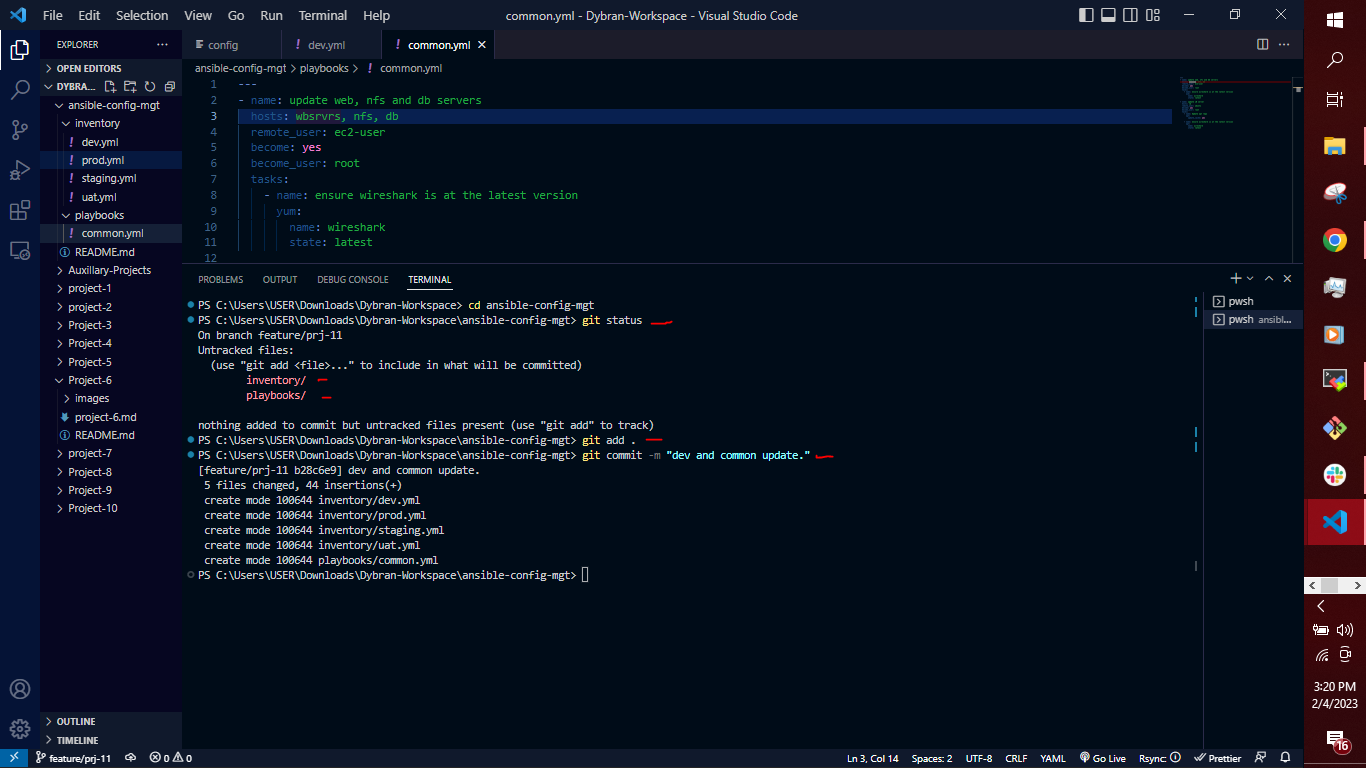 File Edit Selection View Go Run Terminal Help
common.yml - Dybran-Workspace - Visual Studio Code
EXPLORER
OPEN EDITORS
DYBRA...
ansible-config-mgt
inventory
! dev.yml
! prod.yml
! staging.yml
! uat.yml
playbooks
! common.yml
README.md
Auxillary-Projects
project-1
project-2
Project-3
Project-4
Project-5
Project-6
images
project-6.md
README.md
project-7
Project-8
Project-9
Project-10
OUTLINE
TIMELINE
config
! dev.yml
! common.yml
ansible-config-mgt > playbooks > ! common.yml
1 ---
2 - name: update web, nfs and db servers
3 hosts: wbsrvrs, nfs, db
4 remote_user: ec2-user
5 become: yes
6 become_user: root
7 tasks:
8 - name: ensure wireshark is at the latest version
9 yum:
10 name: wireshark
11 state: latest
12
PROBLEMS OUTPUT DEBUG CONSOLE TERMINAL
PS C:\Users\USER\Downloads\Dybran-Workspace> cd ansible-config-mgt
PS C:\Users\USER\Downloads\Dybran-Workspace\ansible-config-mgt> git status
On branch feature/prj-11
Untracked files:
(use "git add <file>..." to include in what will be committed)
inventory/
playbooks/
nothing added to commit but untracked files present (use "git add" to track)
PS C:\Users\USER\Downloads\Dybran-Workspace\ansible-config-mgt> git add .
PS C:\Users\USER\Downloads\Dybran-Workspace\ansible-config-mgt> git commit -m "dev and common update."
[feature/prj-11 b28c6e9] dev and common update.
5 files changed, 44 insertions(+)
create mode 100644 inventory/dev.yml
create mode 100644 inventory/prod.yml
create mode 100644 inventory/staging.yml
create mode 100644 inventory/uat.yml
create mode 100644 playbooks/common.yml
PS C:\Users\USER\Downloads\Dybran-Workspace\ansible-config-mgt>
pwsh
pwsh ansibl...
feature/prj-11
0 0
Ln 3, Col 14 Spaces: 2 UTF-8 CRLF YAML Go Live Rsync: Prettier
3:20 PM
2/4/2023
16